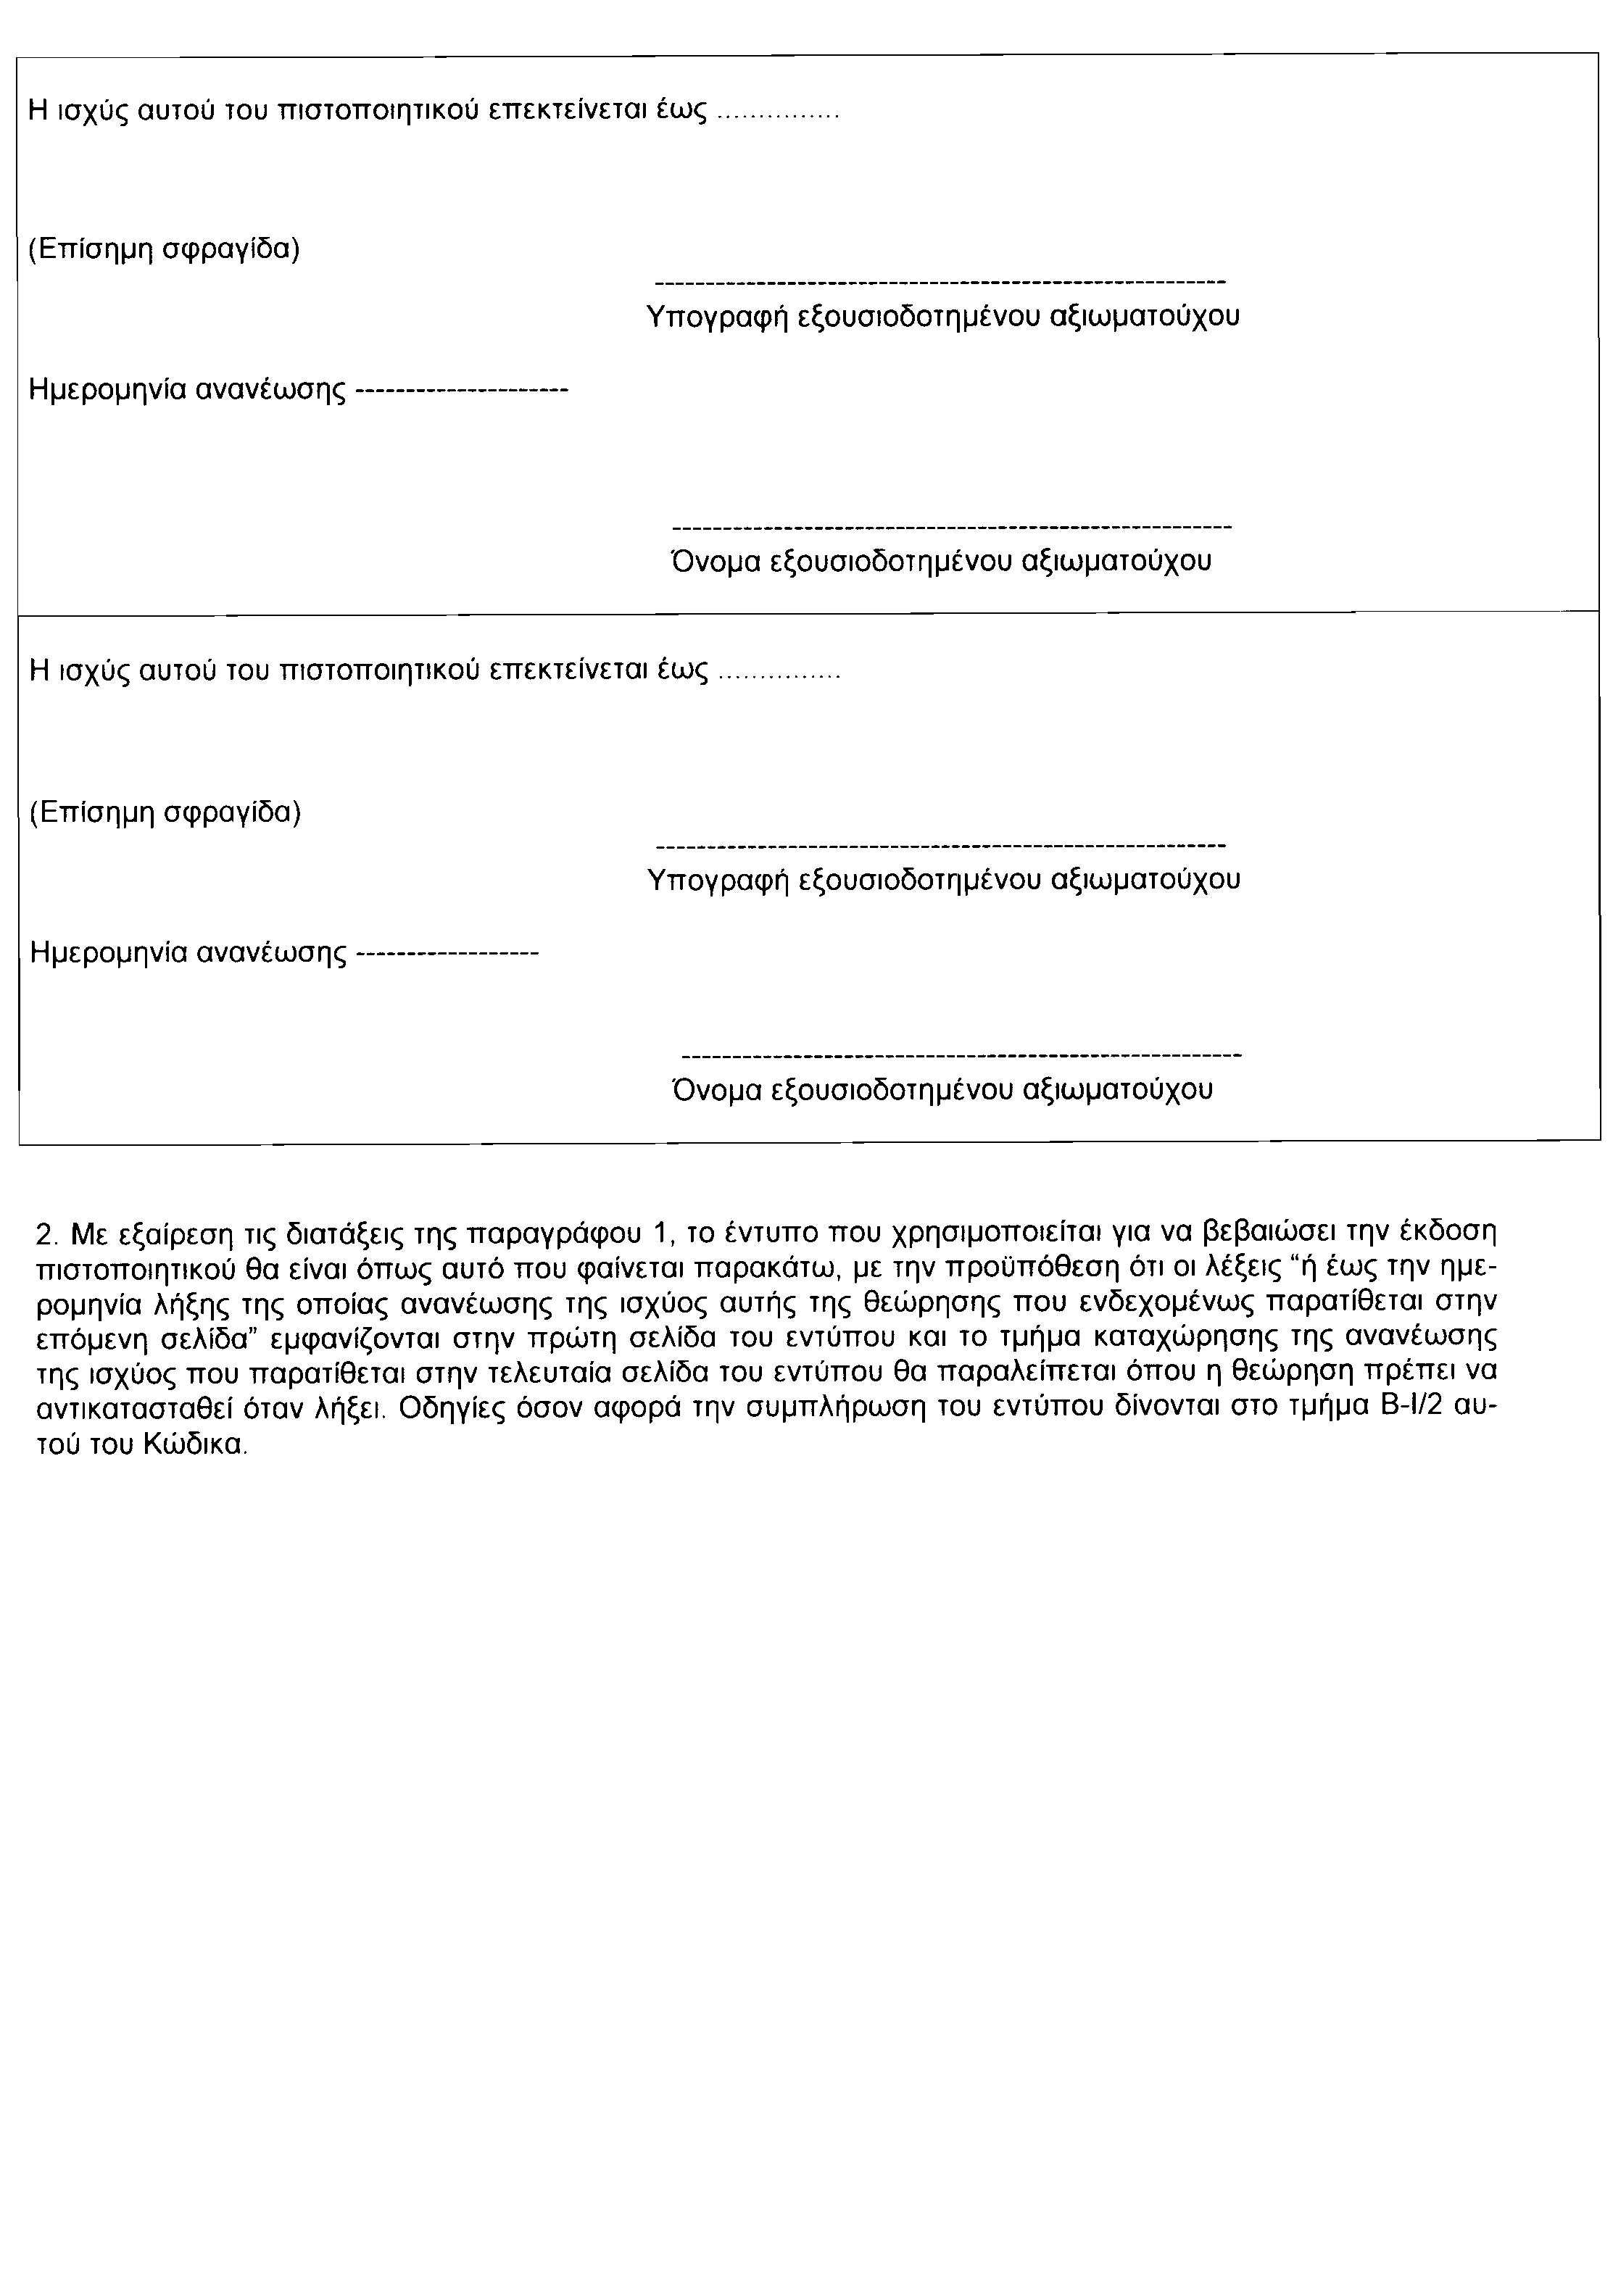 Η ισχύς αυτού του πιστοποιητικού επεκτείνεται έως ...............
(Επίσημη σφραγίδα)
---------------------------------------------------------
Υπογραφή εξουσιοδοτημένου αξιωματούχου
Ημερομηνία ανανέωσης ---------------------
--------------------------------------------------------
Όνομα εξουσιοδοτημένου αξιωματούχου
Η ισχύς αυτού του πιστοποιητικού επεκτείνεται έως ...............
(Επίσημη σφραγίδα)
---------------------------------------------------------
Υπογραφή εξουσιοδοτημένου αξιωματούχου
Ημερομηνία ανανέωσης ------------------
--------------------------------------------------------
Όνομα εξουσιοδοτημένου αξιωματούχου
2. Με εξαίρεση τις διατάξεις της παραγράφου 1, το έντυπο που χρησιμοποιείται για να βεβαιώσει την έκδοση
πιστοποιητικού θα είναι όπως αυτό που φαίνεται παρακάτω, με την προϋπόθεση ότι οι λέξεις “ή έως την ημε-
ρομηνία λήξης της οποίας ανανέωσης της ισχύος αυτής της θεώρησης που ενδεχομένως παρατίθεται στην
επόμενη σελίδα” εμφανίζονται στην πρώτη σελίδα του εντύπου και το τμήμα καταχώρησης της ανανέωσης
της ισχύος που παρατίθεται στην τελευταία σελίδα του εντύπου θα παραλείπεται όπου η θεώρηση πρέπει να
αντικατασταθεί όταν λήξει. Οδηγίες όσον αφορά την συμπλήρωση του εντύπου δίνονται στο τμήμα Β-Ι/2 αυ-
τού του Κώδικα.